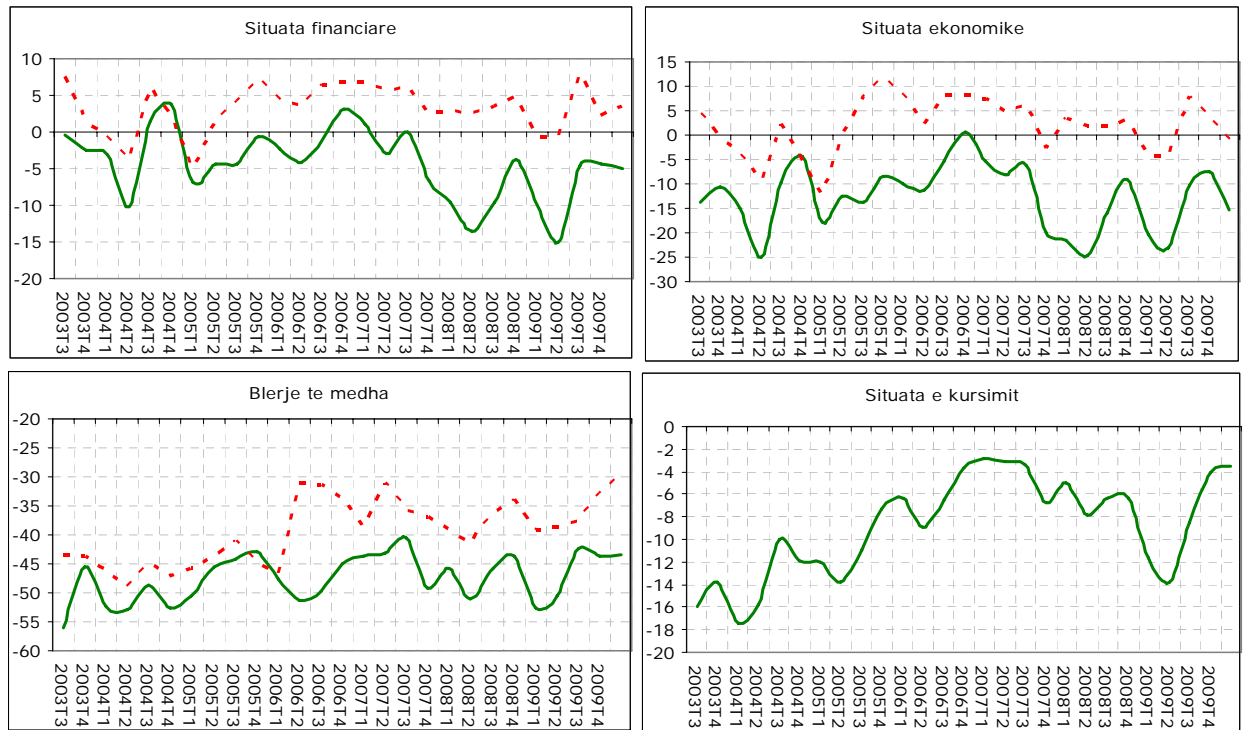 Situata financiare
10
5
0
-5
-10
-15
-20
2003T3
2003T4
2004T1
2004T2
2004T3
2004T4
2005T1
2005T2
2005T3
2005T4
2006T1
2006T2
2006T3
2006T4
2007T1
2007T2
2007T3
2007T4
2008T1
2008T2
2008T3
2008T4
2009T1
2009T2
2009T3
2009T4
Situata ekonomike
15
10
5
0
-5
-10
-15
-20
-25
-30
2003T3
2003T4
2004T1
2004T2
2004T3
2004T4
2005T1
2005T2
2005T3
2005T4
2006T1
2006T2
2006T3
2006T4
2007T1
2007T2
2007T3
2007T4
2008T1
2008T2
2008T3
2008T4
2009T1
2009T2
2009T3
2009T4
Blerje te medha
-20
-25
-30
-35
-40
-45
-50
-55
-60
2003T3
2003T4
2004T1
2004T2
2004T3
2004T4
2005T1
2005T2
2005T3
2005T4
2006T1
2006T2
2006T3
2006T4
2007T1
2007T2
2007T3
2007T4
2008T1
2008T2
2008T3
2008T4
2009T1
2009T2
2009T3
2009T4
Situata e kursimit
0
-2
-4
-6
-8
-10
-12
-14
-16
-18
-20
2003T3
2003T4
2004T1
2004T2
2004T3
2004T4
2005T1
2005T2
2005T3
2005T4
2006T1
2006T2
2006T3
2006T4
2007T1
2007T2
2007T3
2007T4
2008T1
2008T2
2008T3
2008T4
2009T1
2009T2
2009T3
2009T4